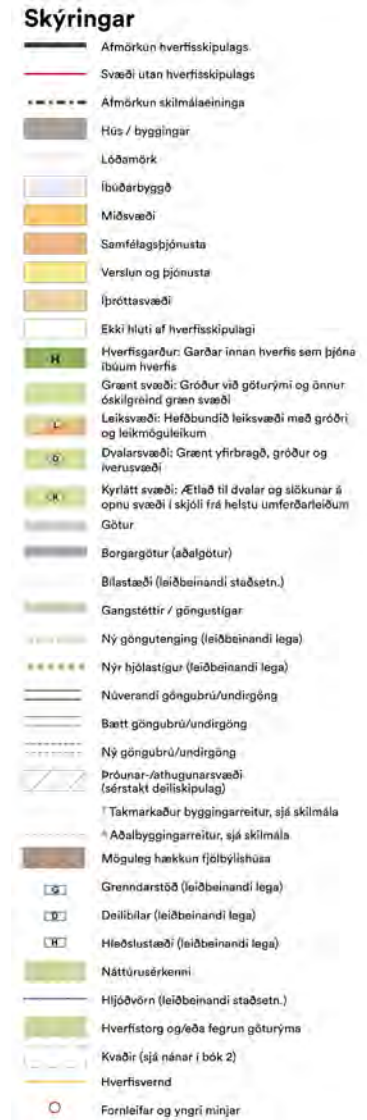 Skýringar
Afmörkun hverfisskipulags
Svæði utan hverfisskipulags
Afmörkun skilmálaeininga
Hús / byggingar
Lóðamörk
Íbúðarbyggð
Miðsvæði
Samfélagsþjónusta
Verslun og þjónusta
Íþróttasvæði
Ekki hluti af hverfisskipulagi
H Hverfisgarður: Garðar innan hverfis sem þjóna
íbúum hverfis
Grænt svæði: Gróður við göturými og önnur
óskilgreind græn svæði
L Leiksvæði: Hefðbundið leiksvæði með gróðri
og leikmöguleikum
D Dvalarsvæði: Grænt yfirbragð, gróður og
íverusvæði
K Kyrlátt svæði: Ætlað til dvalar og slökunar á
opnu svæði í skjóli frá helstu umferðarleiðum
Götur
Borgargötur (aðalgötur)
Bílastæði (leiðbeinandi staðsetn.)
Gangstéttir / göngustígar
Ný göngutenging (leiðbeinandi lega)
Nýr hjólastígur (leiðbeinandi lega)
Núverandi göngubrú/undirgöng
Bætt göngubrú/undirgöng
Ný göngubrú/undirgöng
Þróunar-/athugunarsvæði
(sérstakt deiliskipulag)
T Takmarkaður byggingarreitur, sjá skilmála
A Aðalbyggingarreitur, sjá skilmála
Möguleg hækkun fjölbýlishúsa
G Grenndarstöð (leiðbeinandi lega)
D Deilibílar (leiðbeinandi lega)
H Hleðslustæði (leiðbeinandi lega)
Náttúrusérkenni
Hljóðvörn (leiðbeinandi staðsetn.)
Hverfistorg og/eða fegrun göturýma
Kvaðir (sjá nánar í bók 2)
Hverfisvernd
Fornleifar og yngri minjar